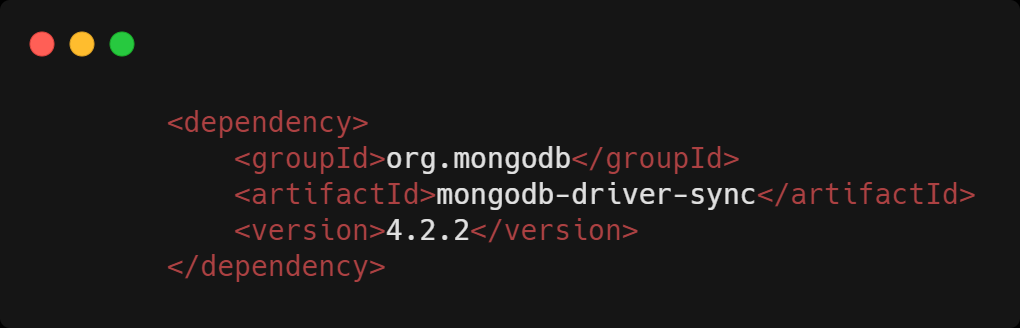 <dependency>
    <groupId>org.mongodb</groupId>
    <artifactId>mongodb-driver-sync</artifactId>
    <version>4.2.2</version>
</dependency>